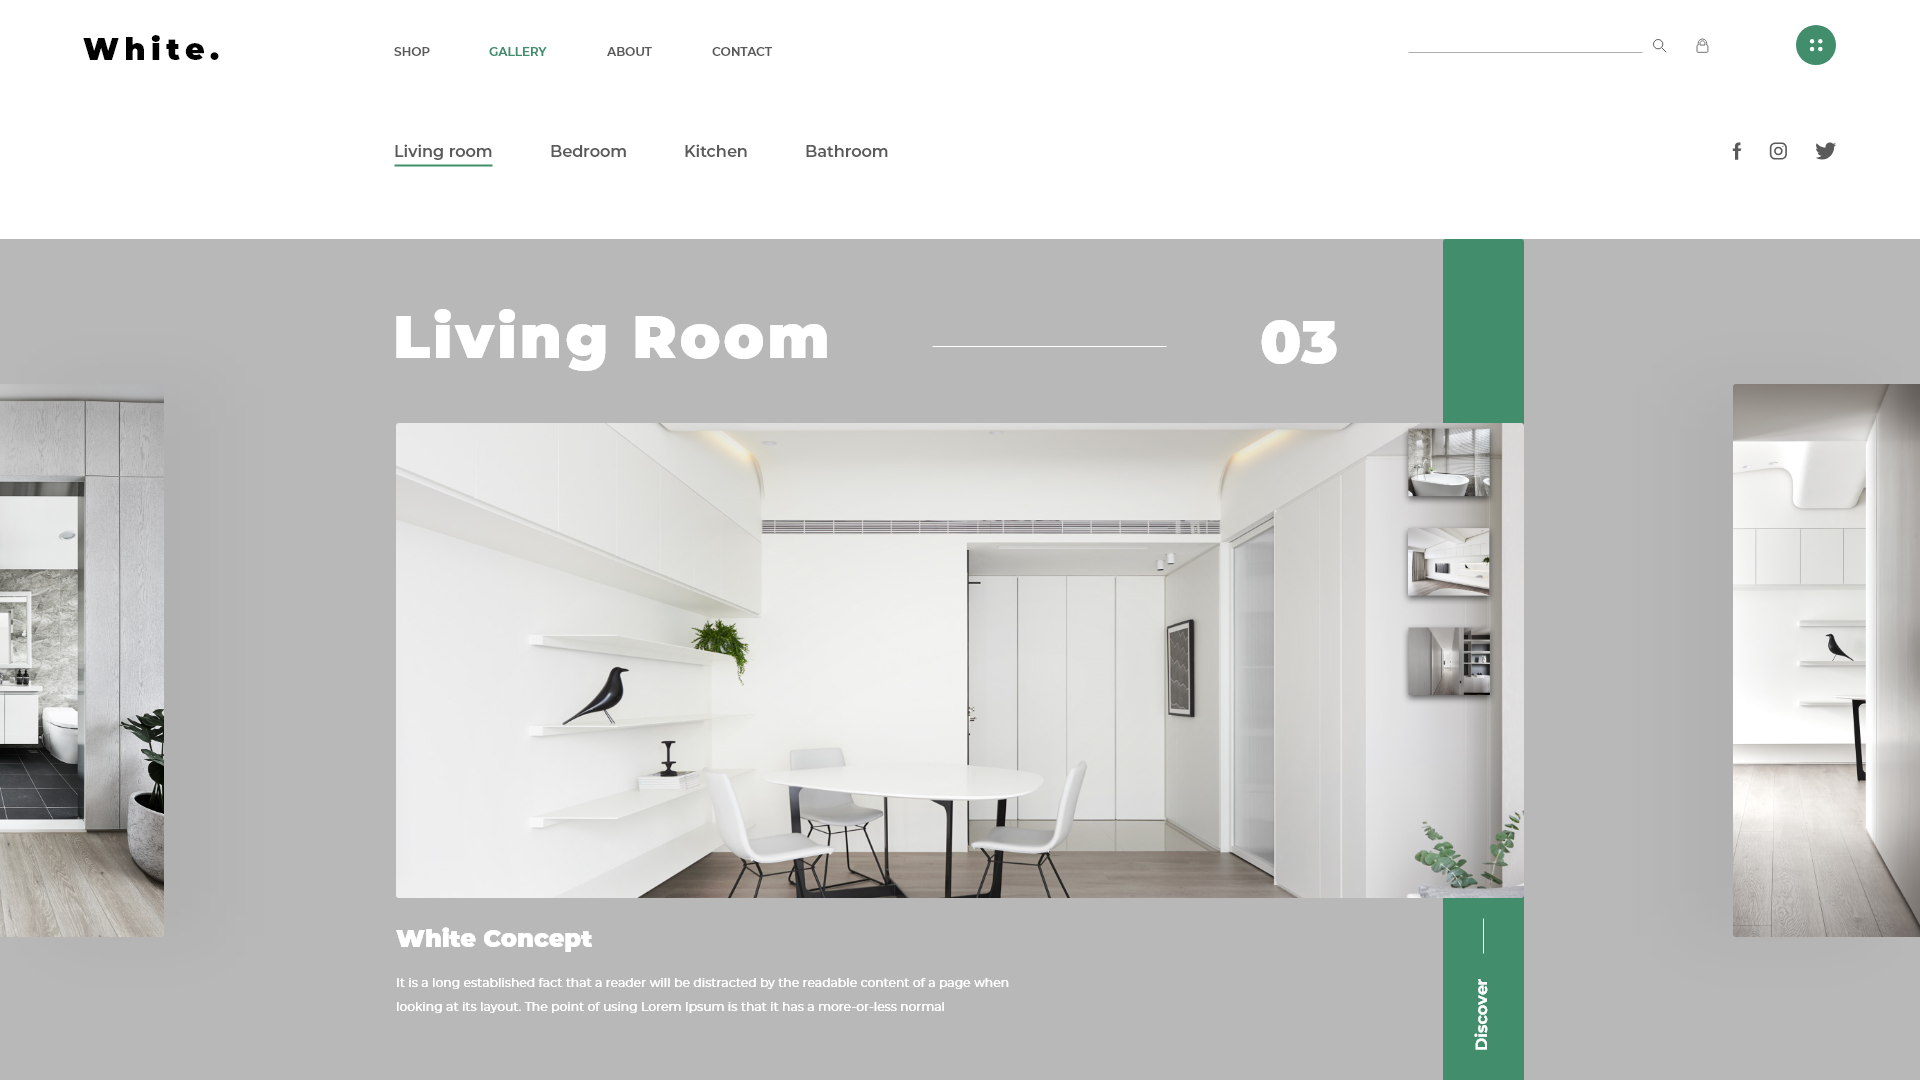 White.
SHOP GALLERY ABOUT CONTACT
Living room Bedroom Kitchen Bathroom
Living Room 03
White Concept
It is a long established fact that a reader will be distracted by the readable content of a page when
looking at its layout. The point of using Lorem Ipsum is that it has a more-or-less normal
Discover